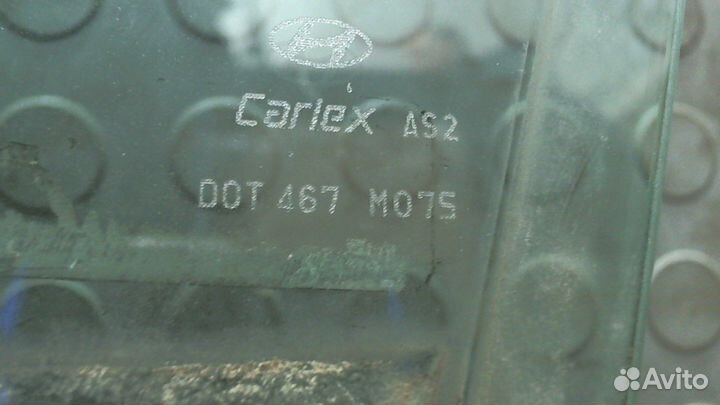 Carlex AS2
DOT 467 M075
Avito